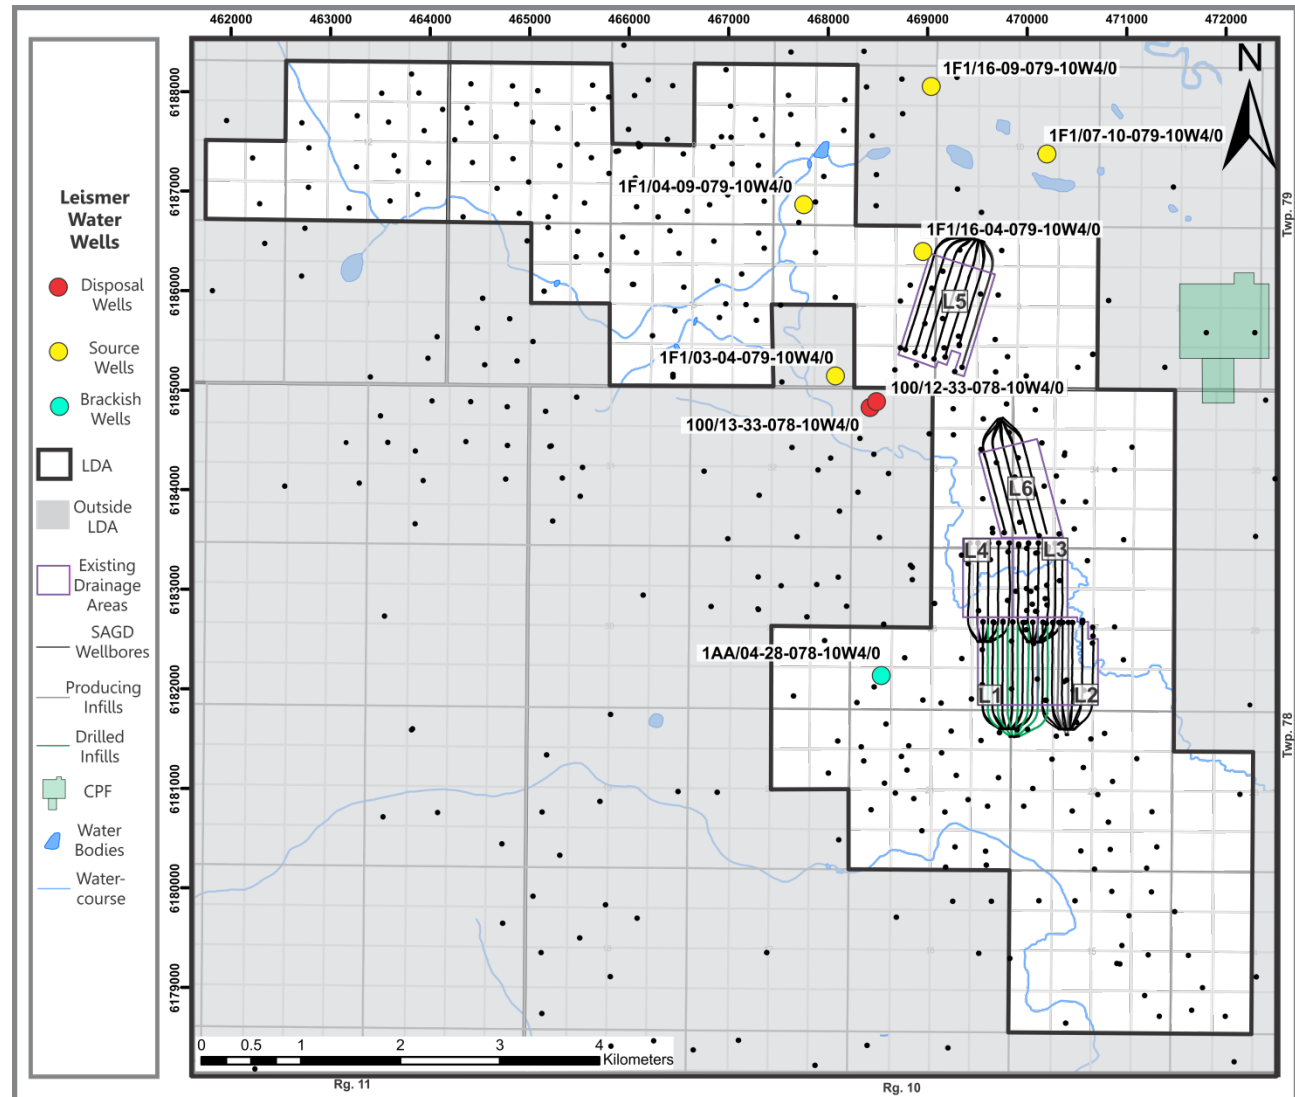 462000 463000 464000 465000 466000 467000 468000 469000 470000 471000 472000
6188000
6187000
6186000
6185000
6184000
6183000
6182000
6181000
6180000
6179000
Leismer
Water
Wells
Disposal
Wells
Source
Wells
Brackish
Wells
LDA
Outside
LDA
Existing
Drainage
Areas
SAGD
Wellbores
Producing
Infills
Drilled
Infills
CPF
Water
Bodies
Water-
course
N
1F1/16-09-079-10W4/0
1F1/07-10-079-10W4/0
1F1/04-09-079-10W4/0
1F1/16-04-079-10W4/0
L5
1F1/03-04-079-10W4/0
100/12-33-078-10W4/0
100/13-33-078-10W4/0
L6
L4
L3
1AA/04-28-078-10W4/0
L1
L2
Twp. 79
Twp. 78
0 0.5 1 2 3 4
Kilometers
Rg. 11
Rg. 10